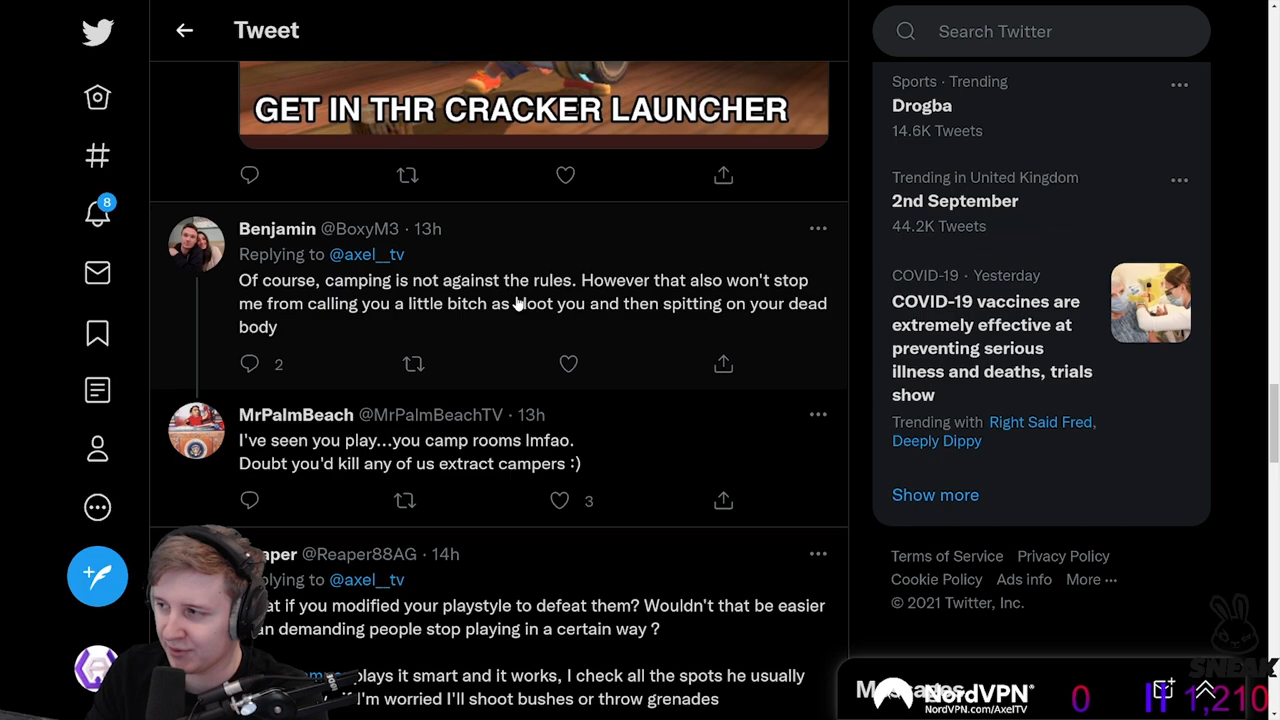 Tweet
Search Twitter
GET IN THR CRACKER LAUNCHER
Sports · Trending
Drogba
14.6K Tweets
Trending in United Kingdom
2nd September
44.2K Tweets
8
Benjamin @BoxyM3 · 13h
Replying to @axel__tv
Of course, camping is not against the rules. However that also won't stop
me from calling you a little bitch as loot you and then spitting on your dead
body
2
COVID-19 · Yesterday
COVID-19 vaccines are
extremely effective at
preventing serious
illness and deaths, trials
show
Trending with Right Said Fred,
Deeply Dippy
Show more
MrPalmBeach @MrPalmBeachTV · 13h
I've seen you play...you camp rooms lmfao.
Doubt you'd kill any of us extract campers :)
3
@Reaper88AG · 14h
@axel__tv
if you modified your playstyle to defeat them? Wouldn't that be easier
demanding people stop playing in a certain way ?
plays it smart and it works, I check all the spots he usually
if I'm worried I'll shoot bushes or throw grenades
Terms of Service Privacy Policy
Cookie Policy Ads info More ···
© 2021 Twitter, Inc.
SNEAK
NordVPN®
NordVPN.com/AxelTV
0
1,210